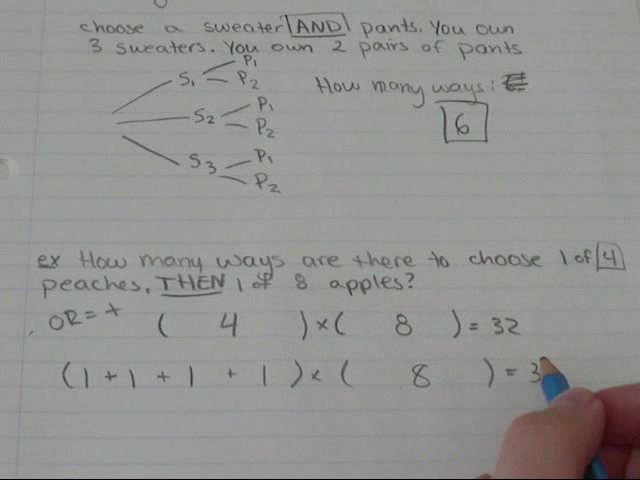 choose a sweater AND pants. You own
3 sweaters. You own 2 pairs of pants
S1 P1 P2
How many ways:
6
S2 P1 P2
S3 P1 P2
ex How many ways are there to choose 1 of 4
peaches, THEN 1 of 8 apples?
OR = + ( 4 ) × ( 8 ) = 32
(1 + 1 + 1 + 1) × ( 8 ) = 3